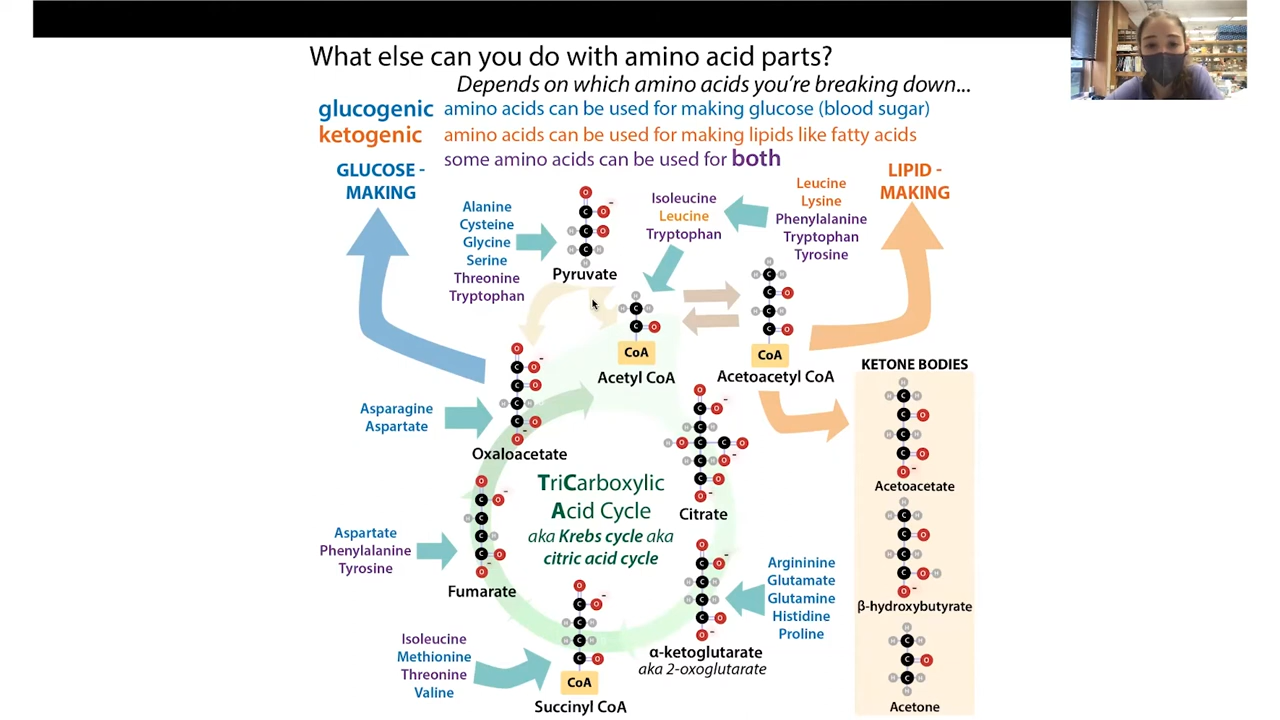 What else can you do with amino acid parts?
Depends on which amino acids you're breaking down...
glucogenic amino acids can be used for making glucose (blood sugar)
ketogenic amino acids can be used for making lipids like fatty acids
some amino acids can be used for both
GLUCOSE -
MAKING
LIPID -
MAKING
Alanine
Cysteine
Glycine
Serine
Threonine
Tryptophan
Pyruvate
Isoleucine
Leucine
Tryptophan
Leucine
Lysine
Phenylalanine
Tryptophan
Tyrosine
CoA
Acetyl CoA
CoA
Acetoacetyl CoA
KETONE BODIES
Acetoacetate
β-hydroxybutyrate
Acetone
Asparagine
Aspartate
Oxaloacetate
Citrate
TriCarboxylic
Acid Cycle
aka Krebs cycle aka
citric acid cycle
Aspartate
Phenylalanine
Tyrosine
Fumarate
Argininine
Glutamate
Glutamine
Histidine
Proline
α-ketoglutarate
aka 2-oxoglutarate
Isoleucine
Methionine
Threonine
Valine
CoA
Succinyl CoA